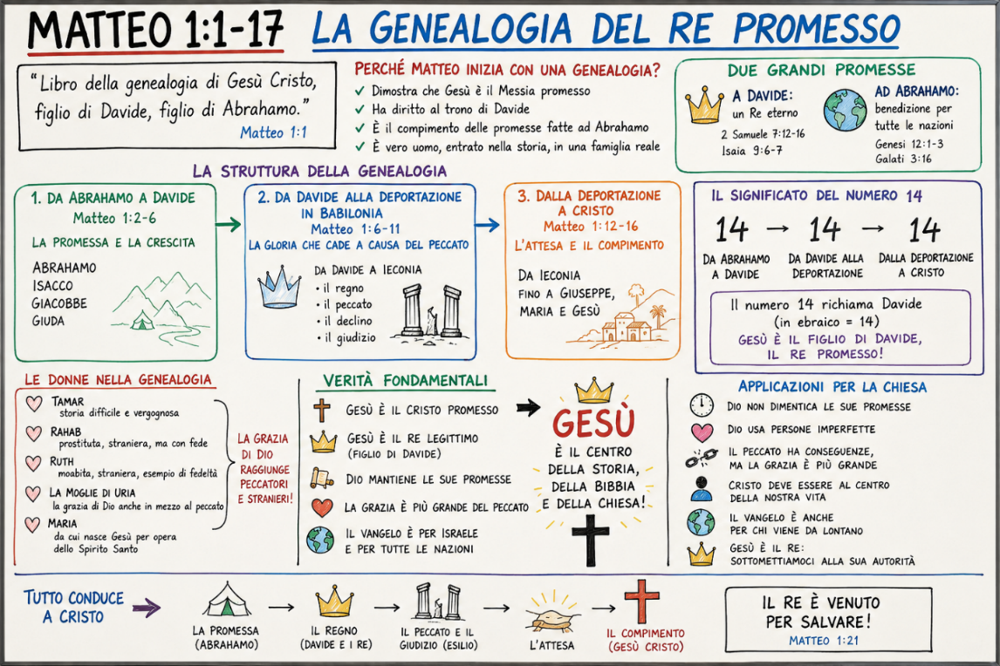 MATTEO 1:1-17 LA GENEALOGIA DEL RE PROMESSO
"Libro della genealogia di Gesù Cristo,
figlio di Davide, figlio di Abrahamo."
Matteo 1:1
PERCHÉ MATTEO INIZIA CON UNA GENEALOGIA?
✓ Dimostra che Gesù è il Messia promesso
✓ Ha diritto al trono di Davide
✓ È il compimento delle promesse fatte ad Abrahamo
✓ È vero uomo, entrato nella storia, in una famiglia reale
DUE GRANDI PROMESSE
A DAVIDE:
un Re eterno
2 Samuele 7:12-16
Isaia 9:6-7
AD ABRAHAMO:
benedizione per
tutte le nazioni
Genesi 12:1-3
Galati 3:16
LA STRUTTURA DELLA GENEALOGIA
1. DA ABRAHAMO A DAVIDE
Matteo 1:2-6
LA PROMESSA E LA CRESCITA
ABRAHAMO
ISACCO
GIACOBBE
GIUDA
2. DA DAVIDE ALLA DEPORTAZIONE
IN BABILONIA
Matteo 1:6-11
LA GLORIA CHE CADE A CAUSA DEL PECCATO
DA DAVIDE A IECONIA
• il regno
• il peccato
• il declino
• il giudizio
3. DALLA DEPORTAZIONE
A CRISTO
Matteo 1:12-16
L'ATTESA E IL COMPIMENTO
DA IECONIA
FINO A GIUSEPPE,
MARIA E GESÙ
IL SIGNIFICATO DEL NUMERO 14
14 → 14 → 14
DA ABRAHAMO
A DAVIDE
DA DAVIDE ALLA
DEPORTAZIONE
DALLA DEPORTAZIONE
A CRISTO
Il numero 14 richiama Davide
(in ebraico = 14)
GESÙ È IL FIGLIO DI DAVIDE,
IL RE PROMESSO!
LE DONNE NELLA GENEALOGIA
TAMAR
storia difficile e vergognosa
RAHAB
prostituta, straniera, ma con fede
RUTH
moabita, straniera, esempio di fedeltà
LA MOGLIE DI URIA
la grazia di Dio anche in mezzo al peccato
MARIA
da cui nasce Gesù per opera
dello Spirito Santo
LA GRAZIA
DI DIO
RAGGIUNGE
PECCATORI
E STRANIERI!
VERITÀ FONDAMENTALI
GESÙ È IL CRISTO PROMESSO
GESÙ È IL RE LEGITTIMO
(FIGLIO DI DAVIDE)
DIO MANTIENE LE SUE PROMESSE
LA GRAZIA È PIÙ GRANDE DEL PECCATO
IL VANGELO È PER ISRAELE
E PER TUTTE LE NAZIONI
GESÙ
È IL CENTRO
DELLA STORIA,
DELLA BIBBIA
E DELLA CHIESA!
APPLICAZIONI PER LA CHIESA
DIO NON DIMENTICA LE SUE PROMESSE
DIO USA PERSONE IMPERFETTE
IL PECCATO HA CONSEGUENZE,
MA LA GRAZIA È PIÙ GRANDE
CRISTO DEVE ESSERE AL CENTRO
DELLA NOSTRA VITA
IL VANGELO È ANCHE
PER CHI VIENE DA LONTANO
GESÙ È IL RE:
SOTTOMETTIAMOCI ALLA SUA AUTORITÀ
TUTTO CONDUCE
A CRISTO
LA PROMESSA
(ABRAHAMO)
IL REGNO
(DAVIDE E I RE)
IL PECCATO E IL
GIUDIZIO (ESILIO)
L'ATTESA
IL COMPIMENTO
(GESÙ CRISTO)
IL RE È VENUTO
PER SALVARE!
MATTEO 1:21